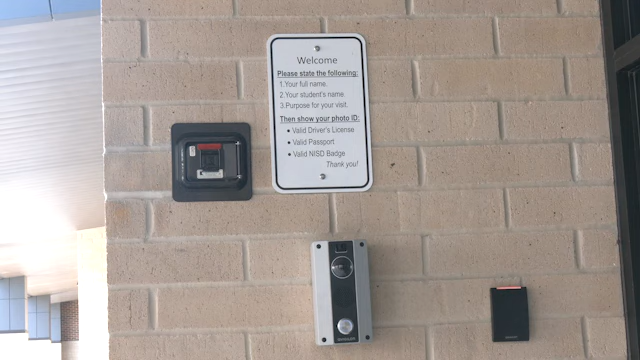 Welcome
Please state the following:
1.Your full name.
2.Your student's name.
3.Purpose for your visit.
Then show your photo ID:
• Valid Driver's License
• Valid Passport
• Valid NISD Badge
Thank you!